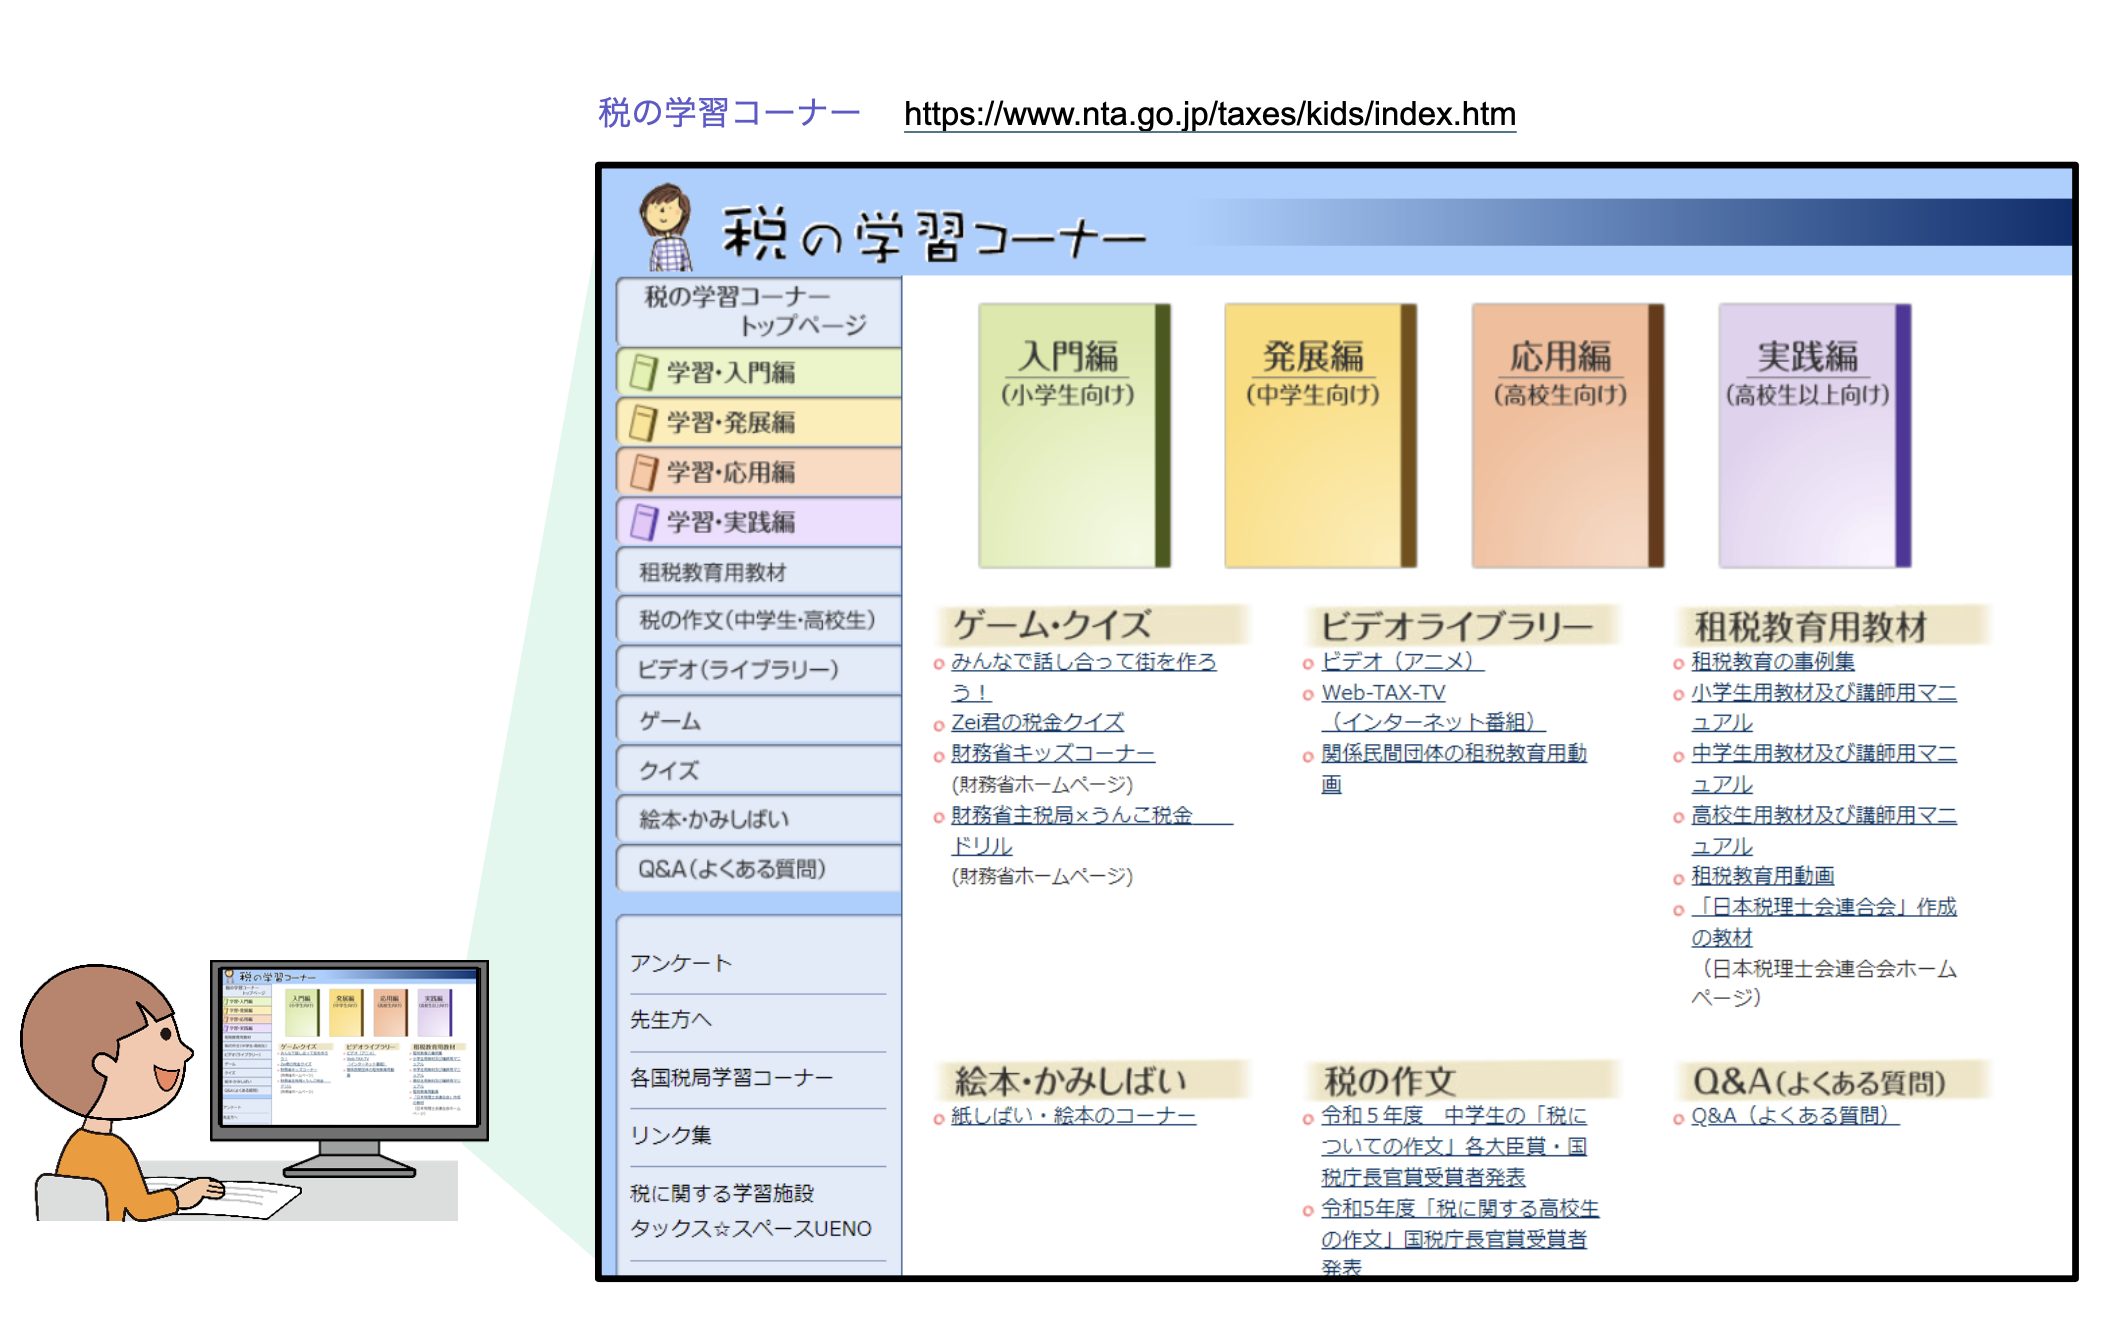 税の学習コーナー https://www.nta.go.jp/taxes/kids/index.htm
税の学習コーナー
税の学習コーナー
トップページ
学習・入門編
学習・発展編
学習・応用編
学習・実践編
租税教育用教材
税の作文(中学生・高校生)
ビデオ(ライブラリー)
ゲーム
クイズ
絵本・かみしばい
Q&A(よくある質問)
アンケート
先生方へ
各国税局学習コーナー
リンク集
税に関する学習施設
タックス☆スペースUENO
入門編
(小学生向け)
発展編
(中学生向け)
応用編
(高校生向け)
実践編
(高校生以上向け)
ゲーム・クイズ
みんなで話し合って街を作ろ
う!
Zei君の税金クイズ
財務省キッズコーナー
(財務省ホームページ)
財務省主税局×うんこ税金
ドリル
(財務省ホームページ)
ビデオライブラリー
ビデオ(アニメ)
Web-TAX-TV
(インターネット番組)
関係民間団体の租税教育用動
画
租税教育用教材
租税教育の事例集
小学生用教材及び講師用マニ
ュアル
中学生用教材及び講師用マニ
ュアル
高校生用教材及び講師用マニ
ュアル
租税教育用動画
「日本税理士会連合会」作成
の教材
(日本税理士会連合会ホーム
ページ)
絵本・かみしばい
紙しばい・絵本のコーナー
税の作文
令和5年度 中学生の「税に
ついての作文」各大臣賞・国
税庁長官賞受賞者発表
令和5年度「税に関する高校生
の作文」国税庁長官賞受賞者
発表
Q&A(よくある質問)
Q&A(よくある質問)